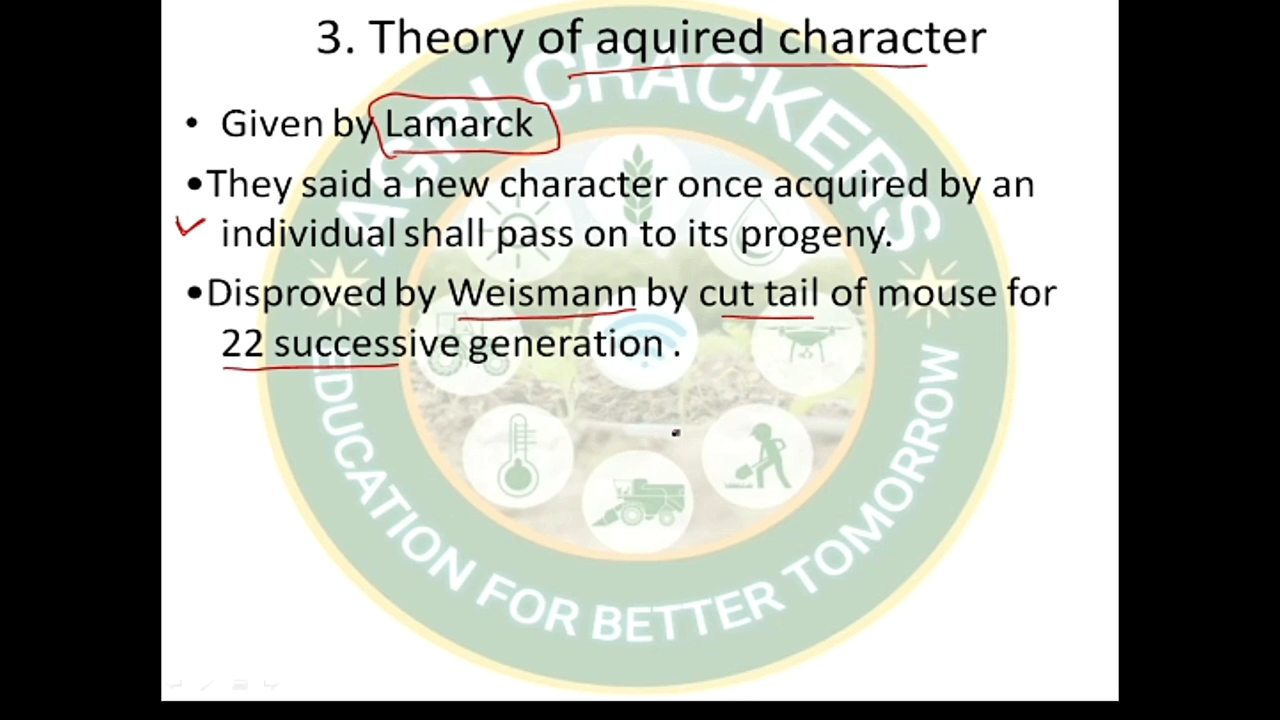 3. Theory of aquired character
• Given by Lamarck
•They said a new character once acquired by an
individual shall pass on to its progeny.
•Disproved by Weismann by cut tail of mouse for
22 successive generation .
AGRI CRACKERS
EDUCATION FOR BETTER TOMORROW